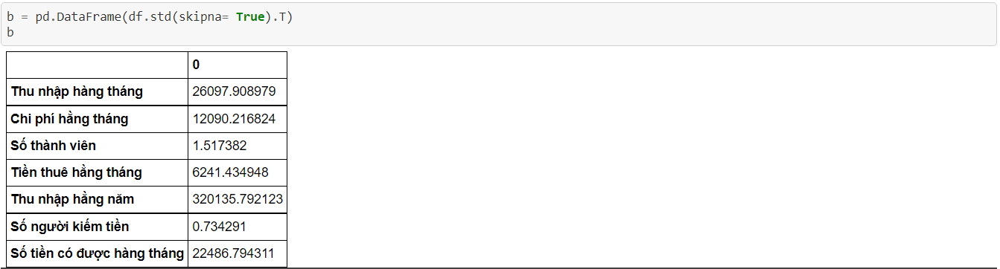 b = pd.DataFrame(df.std(skipna= True).T)
b
0
Thu nhập hàng tháng 26097.908979
Chi phí hằng tháng 12090.216824
Số thành viên 1.517382
Tiền thuê hằng tháng 6241.434948
Thu nhập hằng năm 320135.792123
Số người kiếm tiền 0.734291
Số tiền có được hàng tháng 22486.794311